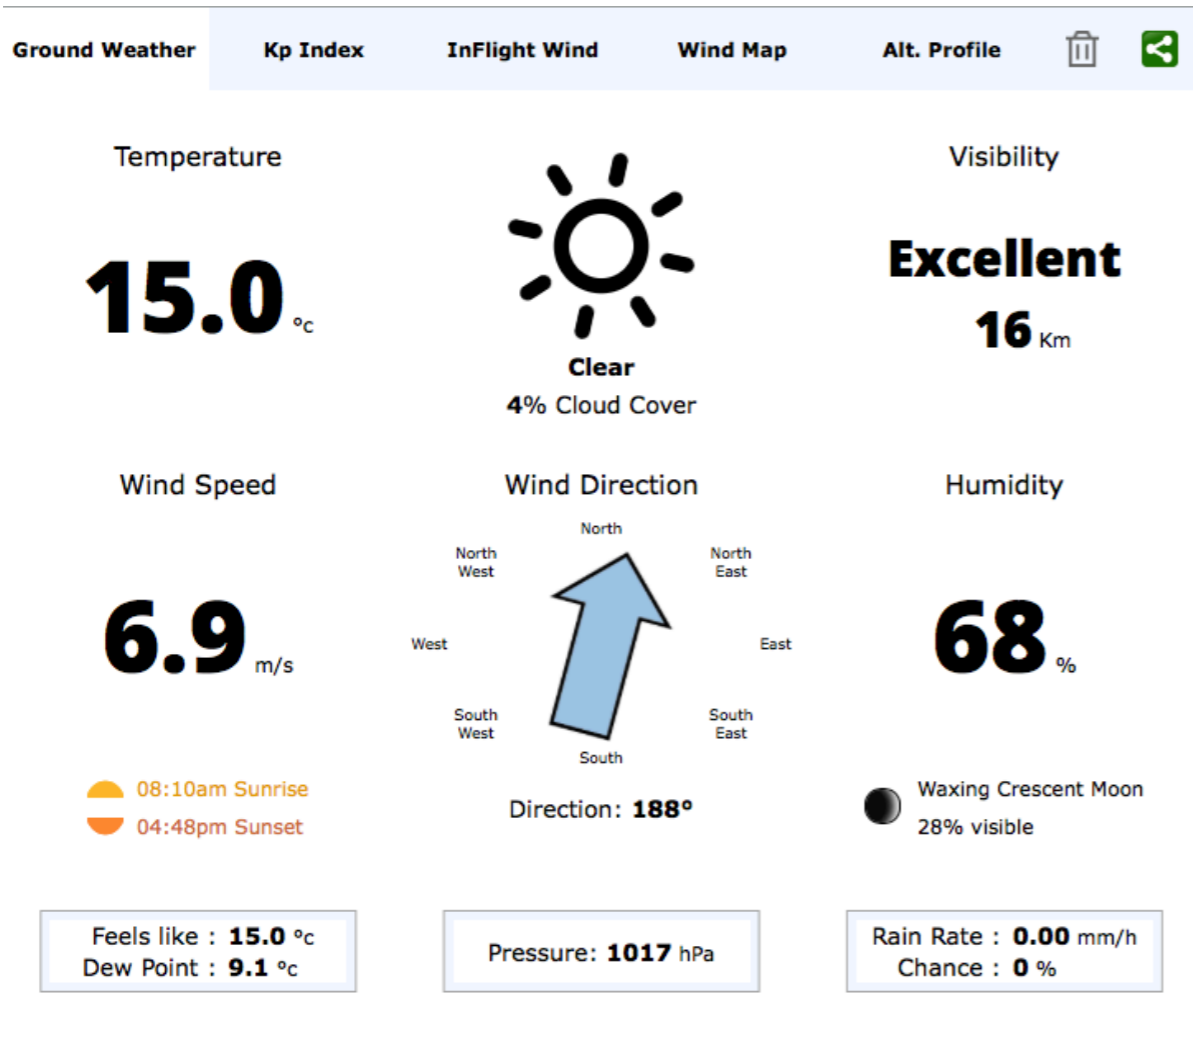 Ground Weather
Kp Index
InFlight Wind
Wind Map
Alt. Profile
Temperature
15.0 °c
Clear
4% Cloud Cover
Visibility
Excellent
16 Km
Wind Speed
6.9 m/s
08:10am Sunrise
04:48pm Sunset
Wind Direction
North
North
West
North
East
West
East
South
West
South
East
South
Direction: 188°
Humidity
68 %
Waxing Crescent Moon
28% visible
Feels like : 15.0 °c
Dew Point : 9.1 °c
Pressure: 1017 hPa
Rain Rate : 0.00 mm/h
Chance : 0 %